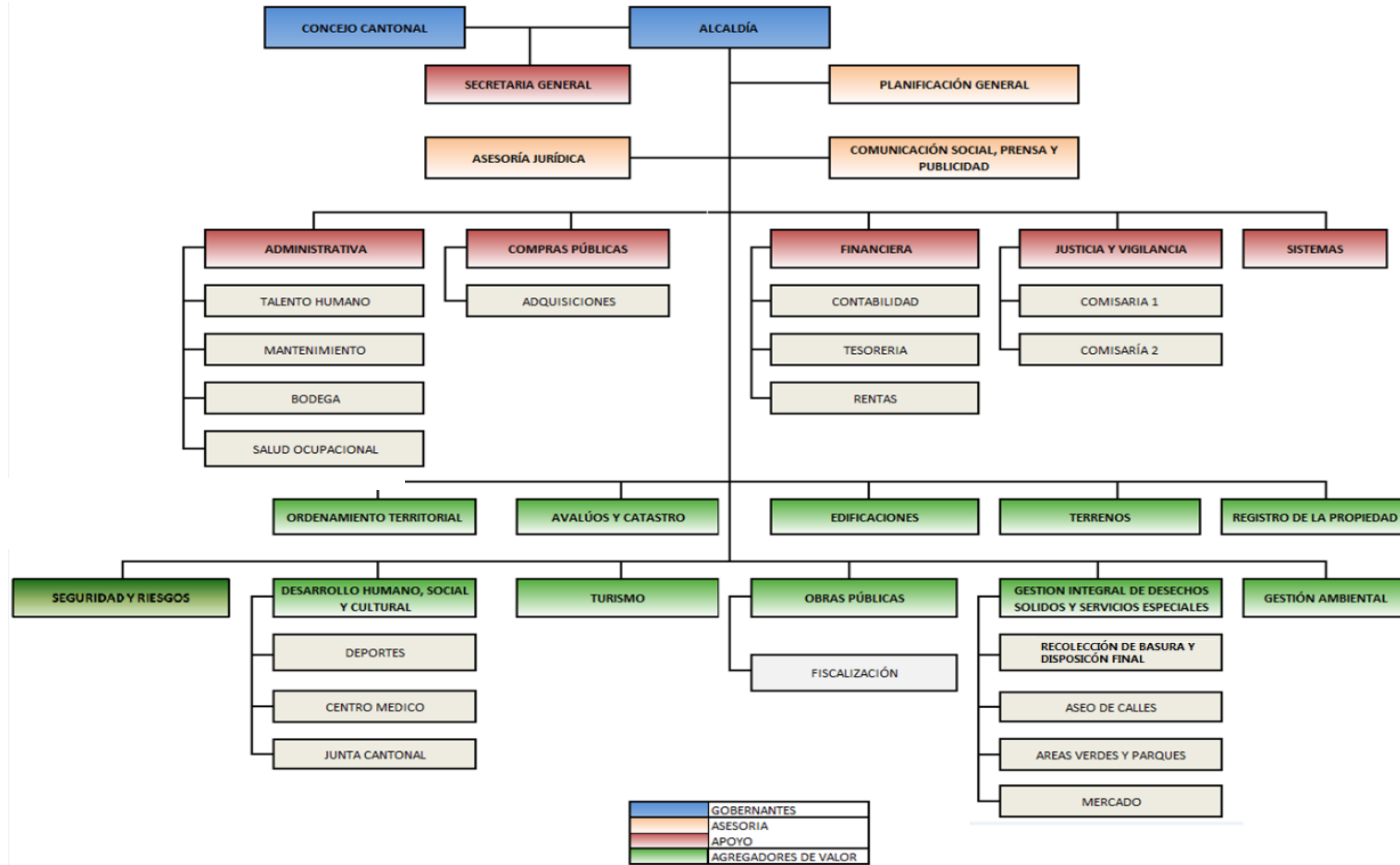 CONCEJO CANTONAL
ALCALDÍA
SECRETARIA GENERAL
PLANIFICACIÓN GENERAL
ASESORÍA JURÍDICA
COMUNICACIÓN SOCIAL, PRENSA Y
PUBLICIDAD
ADMINISTRATIVA
COMPRAS PÚBLICAS
FINANCIERA
JUSTICIA Y VIGILANCIA
SISTEMAS
TALENTO HUMANO
ADQUISICIONES
CONTABILIDAD
COMISARIA 1
MANTENIMIENTO
TESORERIA
COMISARÍA 2
BODEGA
RENTAS
SALUD OCUPACIONAL
ORDENAMIENTO TERRITORIAL
AVALÚOS Y CATASTRO
EDIFICACIONES
TERRENOS
REGISTRO DE LA PROPIEDAD
SEGURIDAD Y RIESGOS
DESARROLLO HUMANO, SOCIAL
Y CULTURAL
TURISMO
OBRAS PÚBLICAS
GESTION INTEGRAL DE DESECHOS
SOLIDOS Y SERVICIOS ESPECIALES
GESTIÓN AMBIENTAL
DEPORTES
FISCALIZACIÓN
RECOLECCIÓN DE BASURA Y
DISPOSICÓN FINAL
CENTRO MEDICO
ASEO DE CALLES
JUNTA CANTONAL
AREAS VERDES Y PARQUES
MERCADO
GOBERNANTES
ASESORIA
APOYO
AGREGADORES DE VALOR